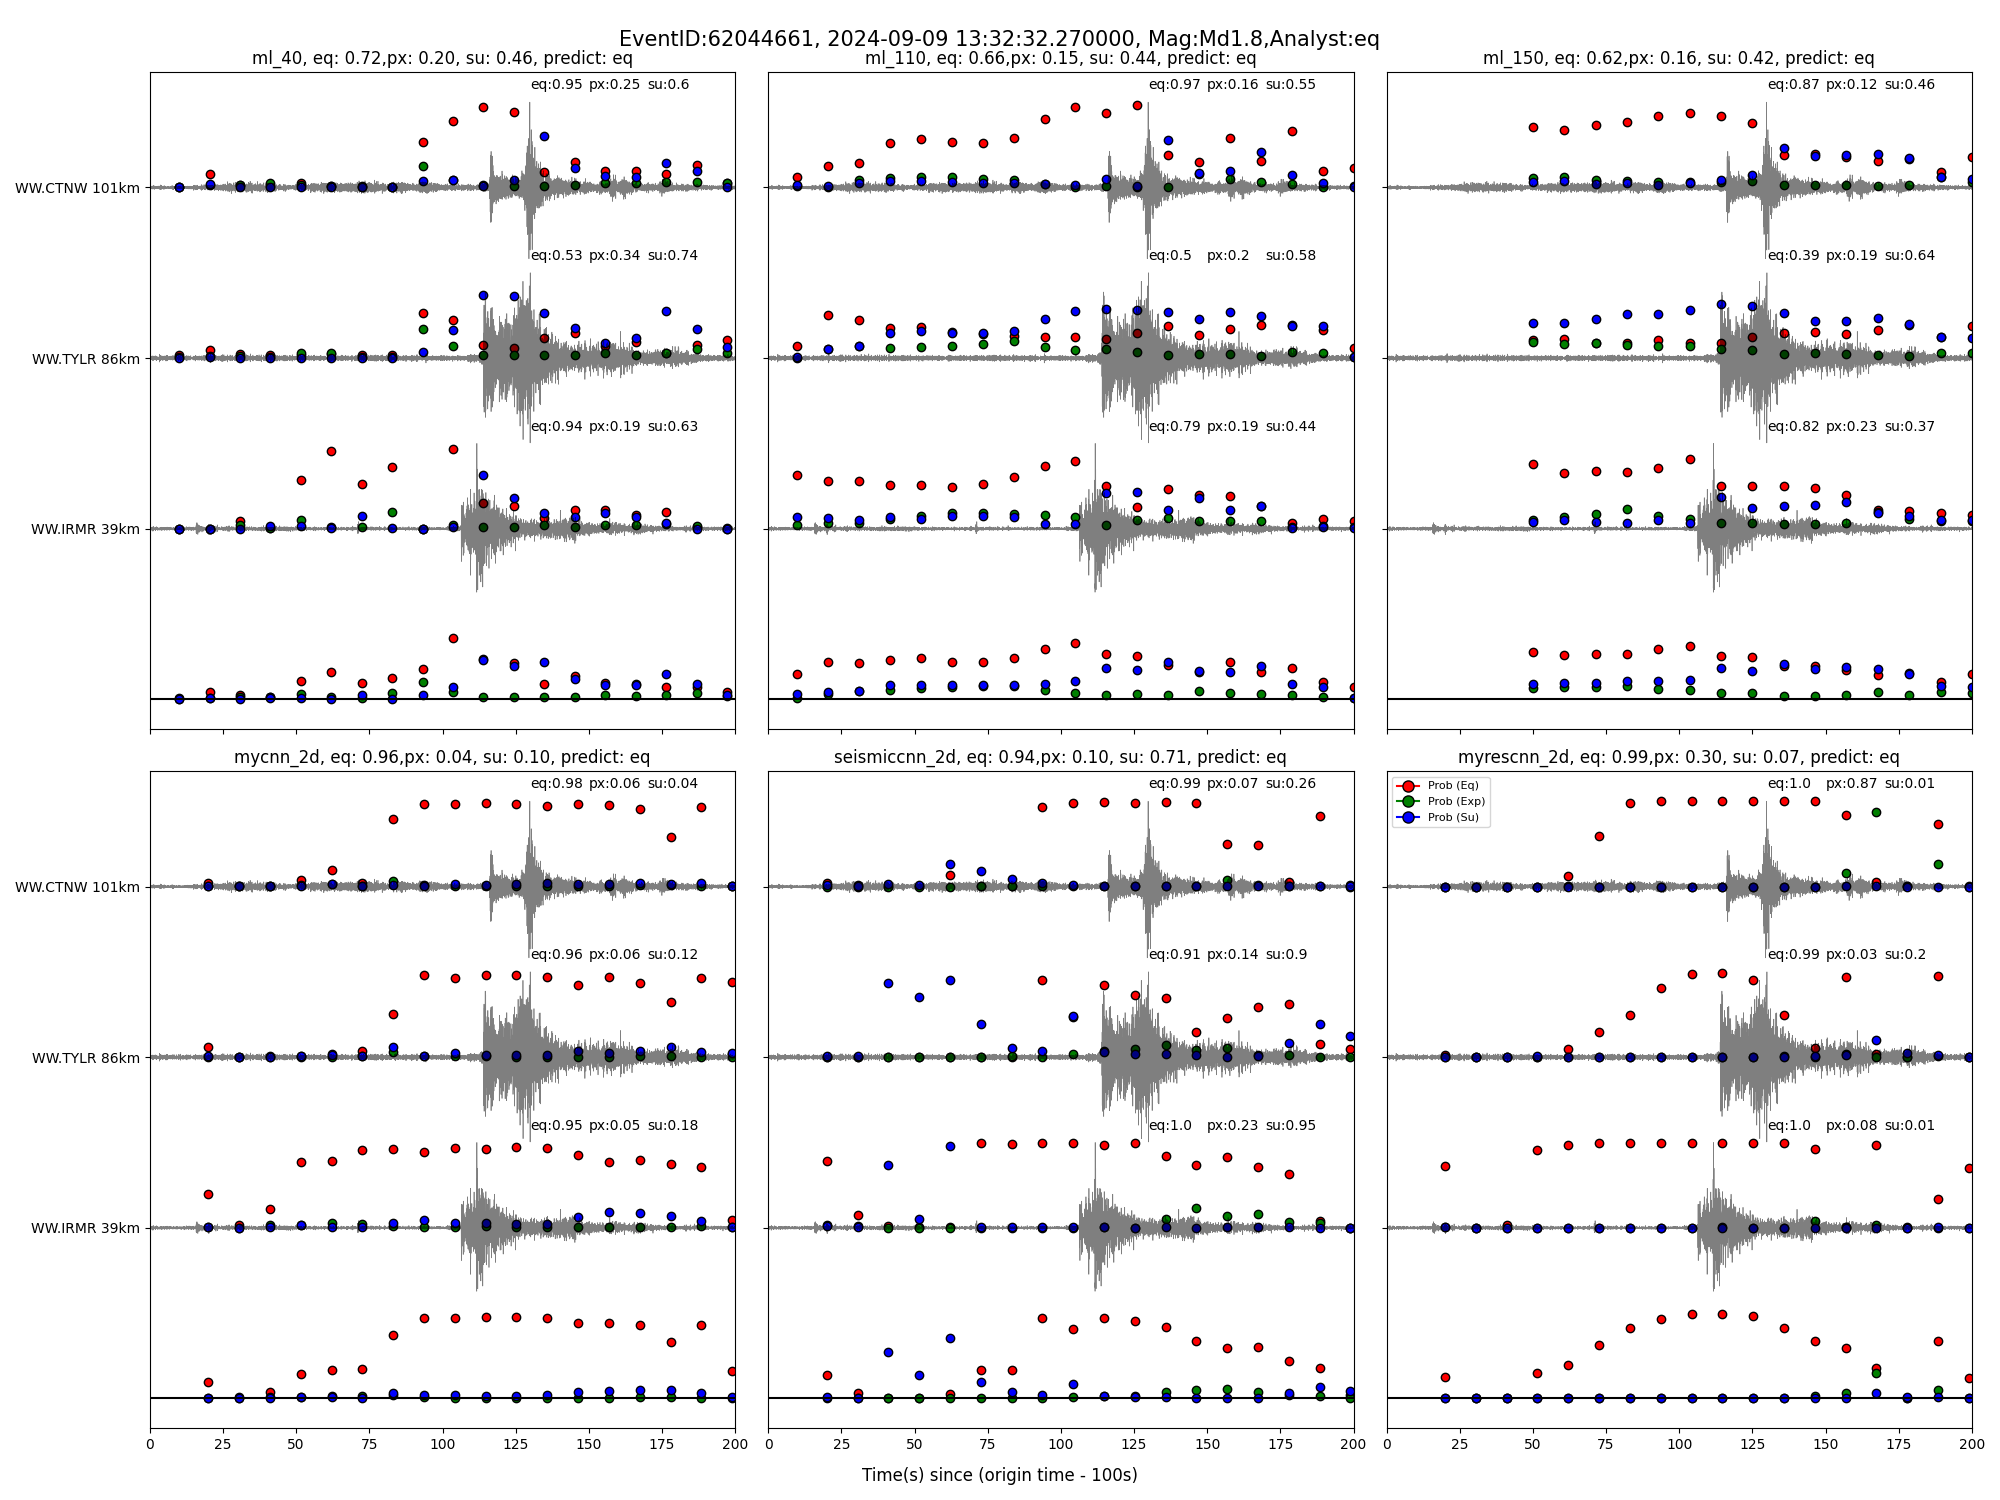 EventID:62044661, 2024-09-09 13:32:32.270000, Mag:Md1.8,Analyst:eq
ml_40, eq: 0.72,px: 0.20, su: 0.46, predict: eq
eq:0.95 px:0.25 su:0.6
WW.CTNW 101km
eq:0.53 px:0.34 su:0.74
WW.TYLR 86km
eq:0.94 px:0.19 su:0.63
WW.IRMR 39km
ml_110, eq: 0.66,px: 0.15, su: 0.44, predict: eq
eq:0.97 px:0.16 su:0.55
eq:0.5 px:0.2 su:0.58
eq:0.79 px:0.19 su:0.44
ml_150, eq: 0.62,px: 0.16, su: 0.42, predict: eq
eq:0.87 px:0.12 su:0.46
eq:0.39 px:0.19 su:0.64
eq:0.82 px:0.23 su:0.37
mycnn_2d, eq: 0.96,px: 0.04, su: 0.10, predict: eq
eq:0.98 px:0.06 su:0.04
WW.CTNW 101km
eq:0.96 px:0.06 su:0.12
WW.TYLR 86km
eq:0.95 px:0.05 su:0.18
WW.IRMR 39km
0 25 50 75 100 125 150 175 200
seismiccnn_2d, eq: 0.94,px: 0.10, su: 0.71, predict: eq
eq:0.99 px:0.07 su:0.26
eq:0.91 px:0.14 su:0.9
eq:1.0 px:0.23 su:0.95
0 25 50 75 100 125 150 175 200
myrescnn_2d, eq: 0.99,px: 0.30, su: 0.07, predict: eq
Prob (Eq)
Prob (Exp)
Prob (Su)
eq:1.0 px:0.87 su:0.01
eq:0.99 px:0.03 su:0.2
eq:1.0 px:0.08 su:0.01
0 25 50 75 100 125 150 175 200
Time(s) since (origin time - 100s)